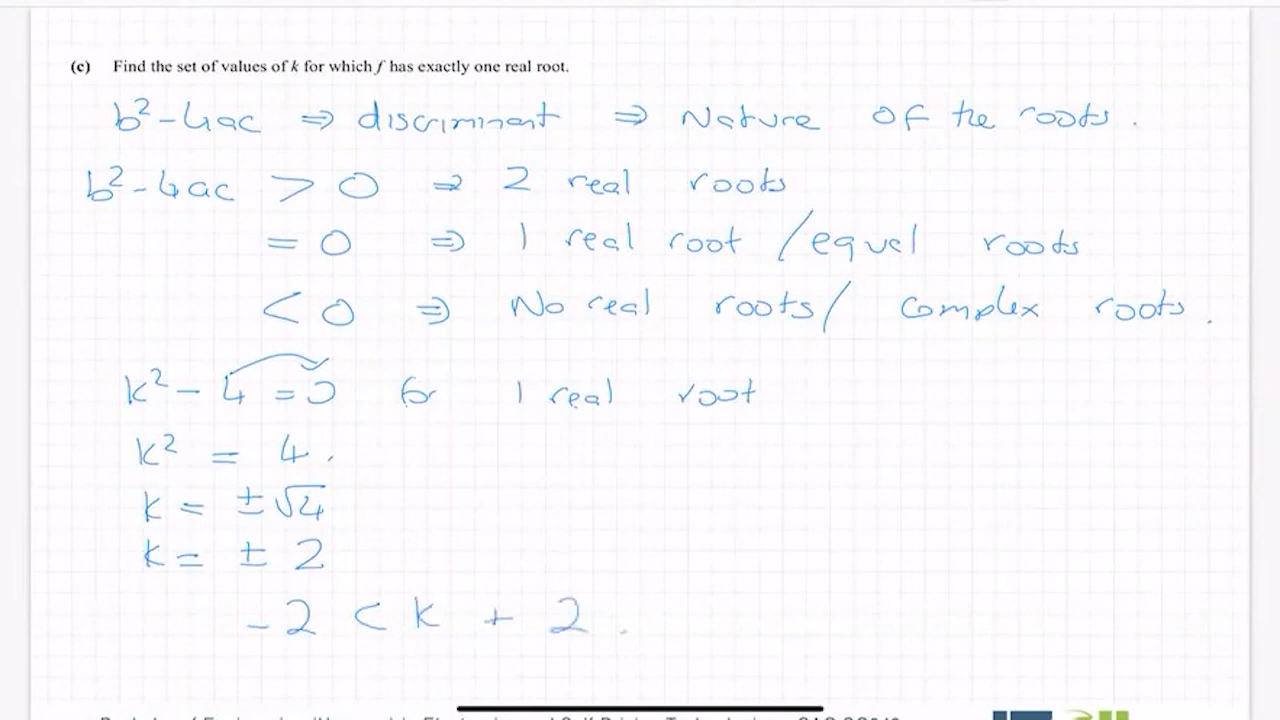 (c) Find the set of values of k for which f has exactly one real root.
b²-4ac ⇒ discriminant ⇒ Nature of the roots.
b²-4ac > 0 ⇒ 2 real roots
= 0 ⇒ 1 real root / equal roots
< 0 ⇒ No real roots / complex roots.
k² - 4 = 0 for 1 real root
k² = 4.
k = ± √4
k = ± 2
-2 < k + 2.